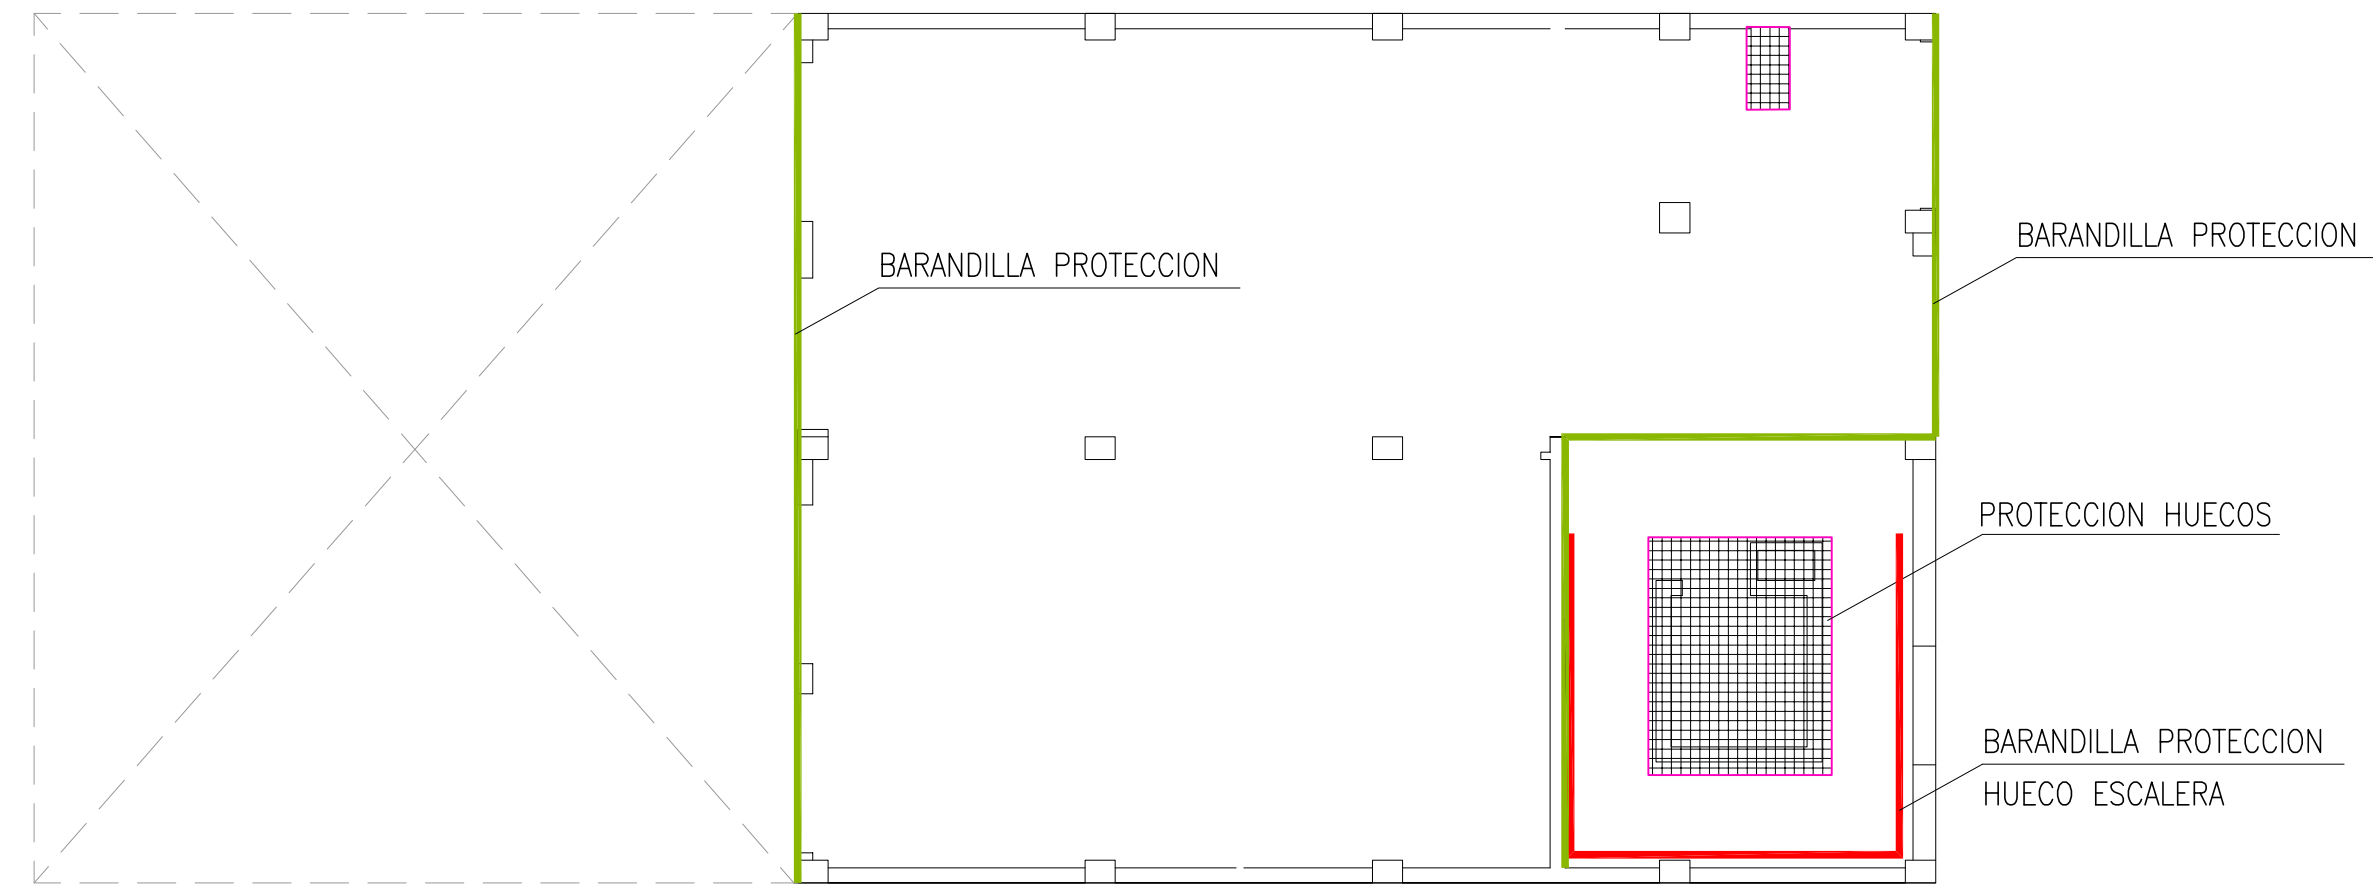 BARANDILLA PROTECCION
BARANDILLA PROTECCION
PROTECCION HUECOS
BARANDILLA PROTECCION
HUECO ESCALERA